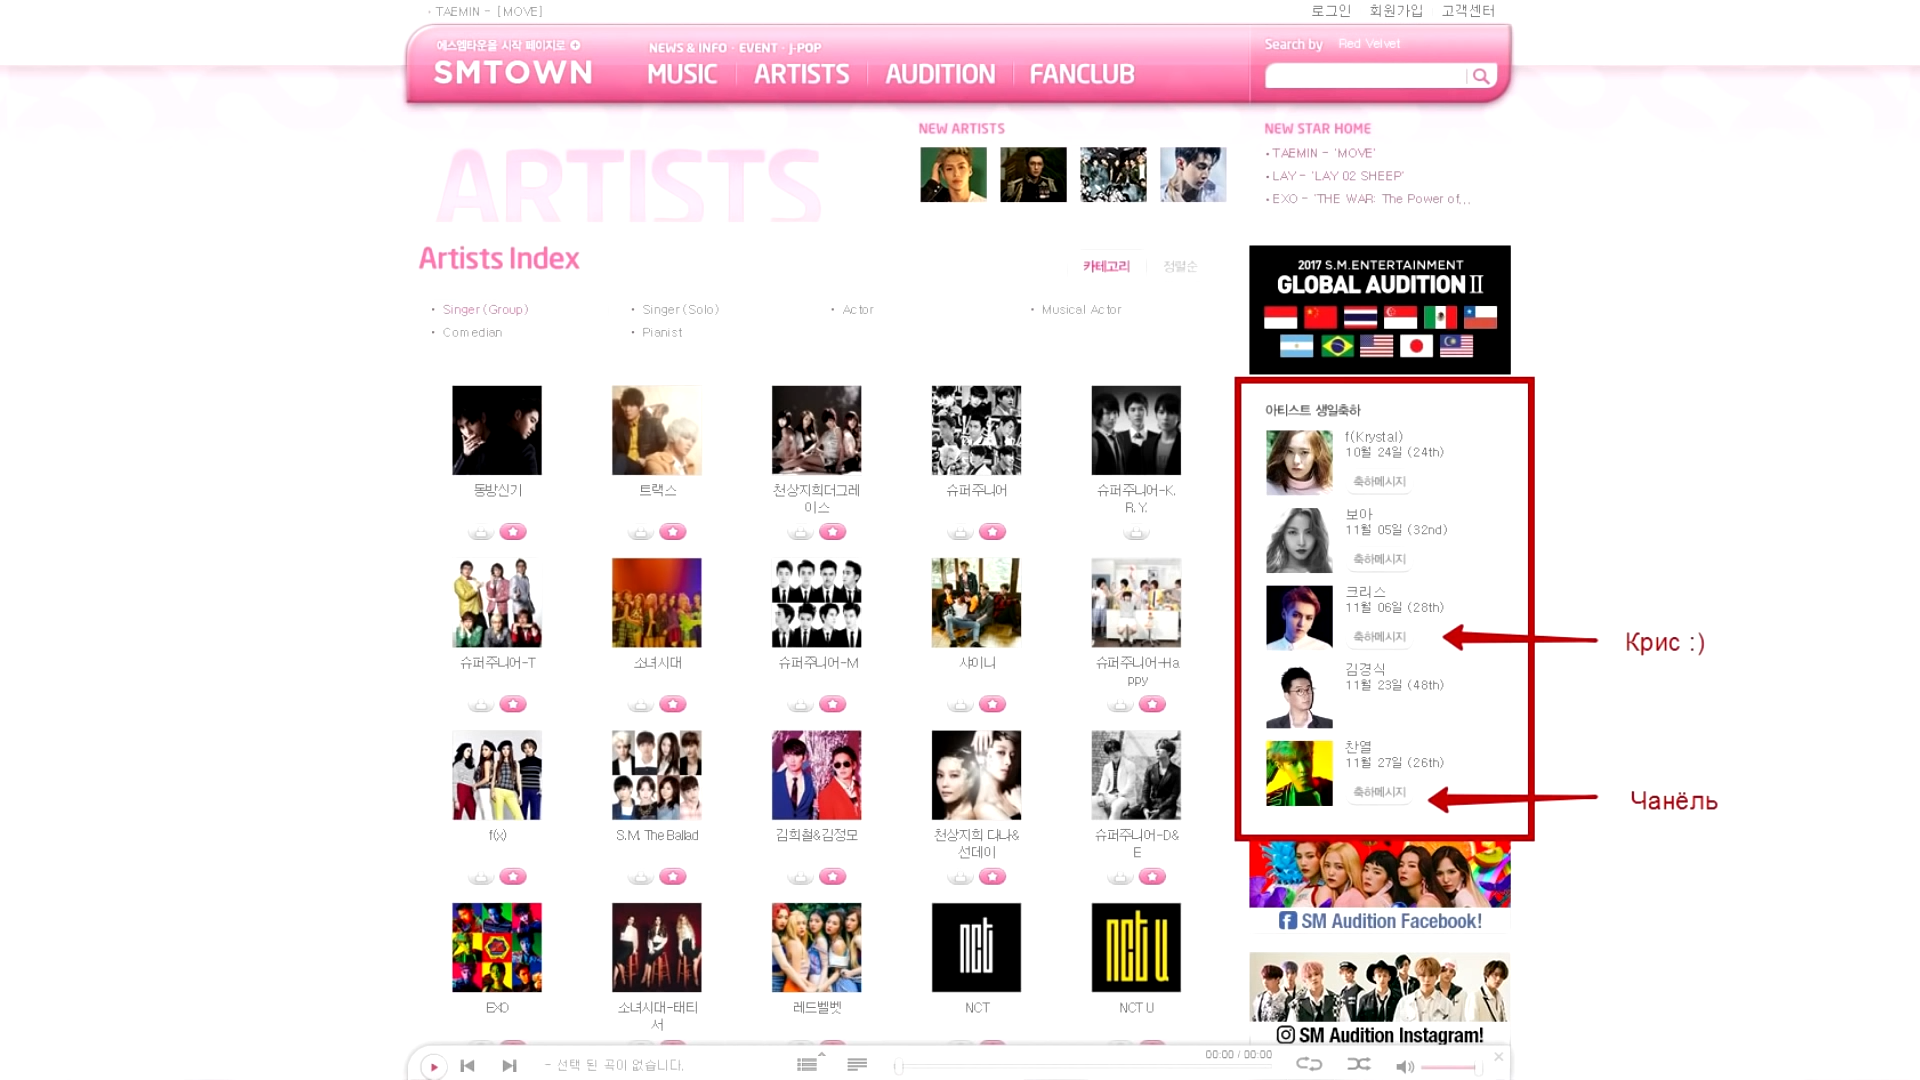 · TAEMIN - [MOVE]
로그인 회원가입 고객센터
에스엠타운을 시작 페이지로
SMTOWN
NEWS & INFO · EVENT · J-POP
MUSIC ARTISTS AUDITION FANCLUB
Search by Red Velvet
ARTISTS
NEW ARTISTS
NEW STAR HOME
• TAEMIN - 'MOVE'
• LAY - 'LAY 02 SHEEP'
• EXO - 'THE WAR: The Power of...
Artists Index
카테고리 정렬순
• Singer(Group) • Singer(Solo) • Actor • Musical Actor
• Comedian • Pianist
2017 S.M.ENTERTAINMENT
GLOBAL AUDITION II
동방신기
트랙스
천상지희더그레
이스
슈퍼주니어
슈퍼주니어-K.
R.Y.
슈퍼주니어-T
소녀시대
슈퍼주니어-M
샤이니
슈퍼주니어-Ha
ppy
f(x)
S.M. The Ballad
김희철&김정모
천상지희 다나&
선데이
슈퍼주니어-D&
E
EXO
소녀시대-태티
서
레드벨벳
nct
NCT
nct u
NCT U
아티스트 생일축하
f(Krystal)
10월 24일 (24th)
축하메시지
보아
11월 05일 (32nd)
축하메시지
크리스
11월 06일 (28th)
축하메시지
Крис :)
김경식
11월 23일 (48th)
찬열
11월 27일 (26th)
축하메시지
Чанёль
SM Audition Facebook!
SM Audition Instagram!
- 선택 된 곡이 없습니다.
00:00 / 00:00